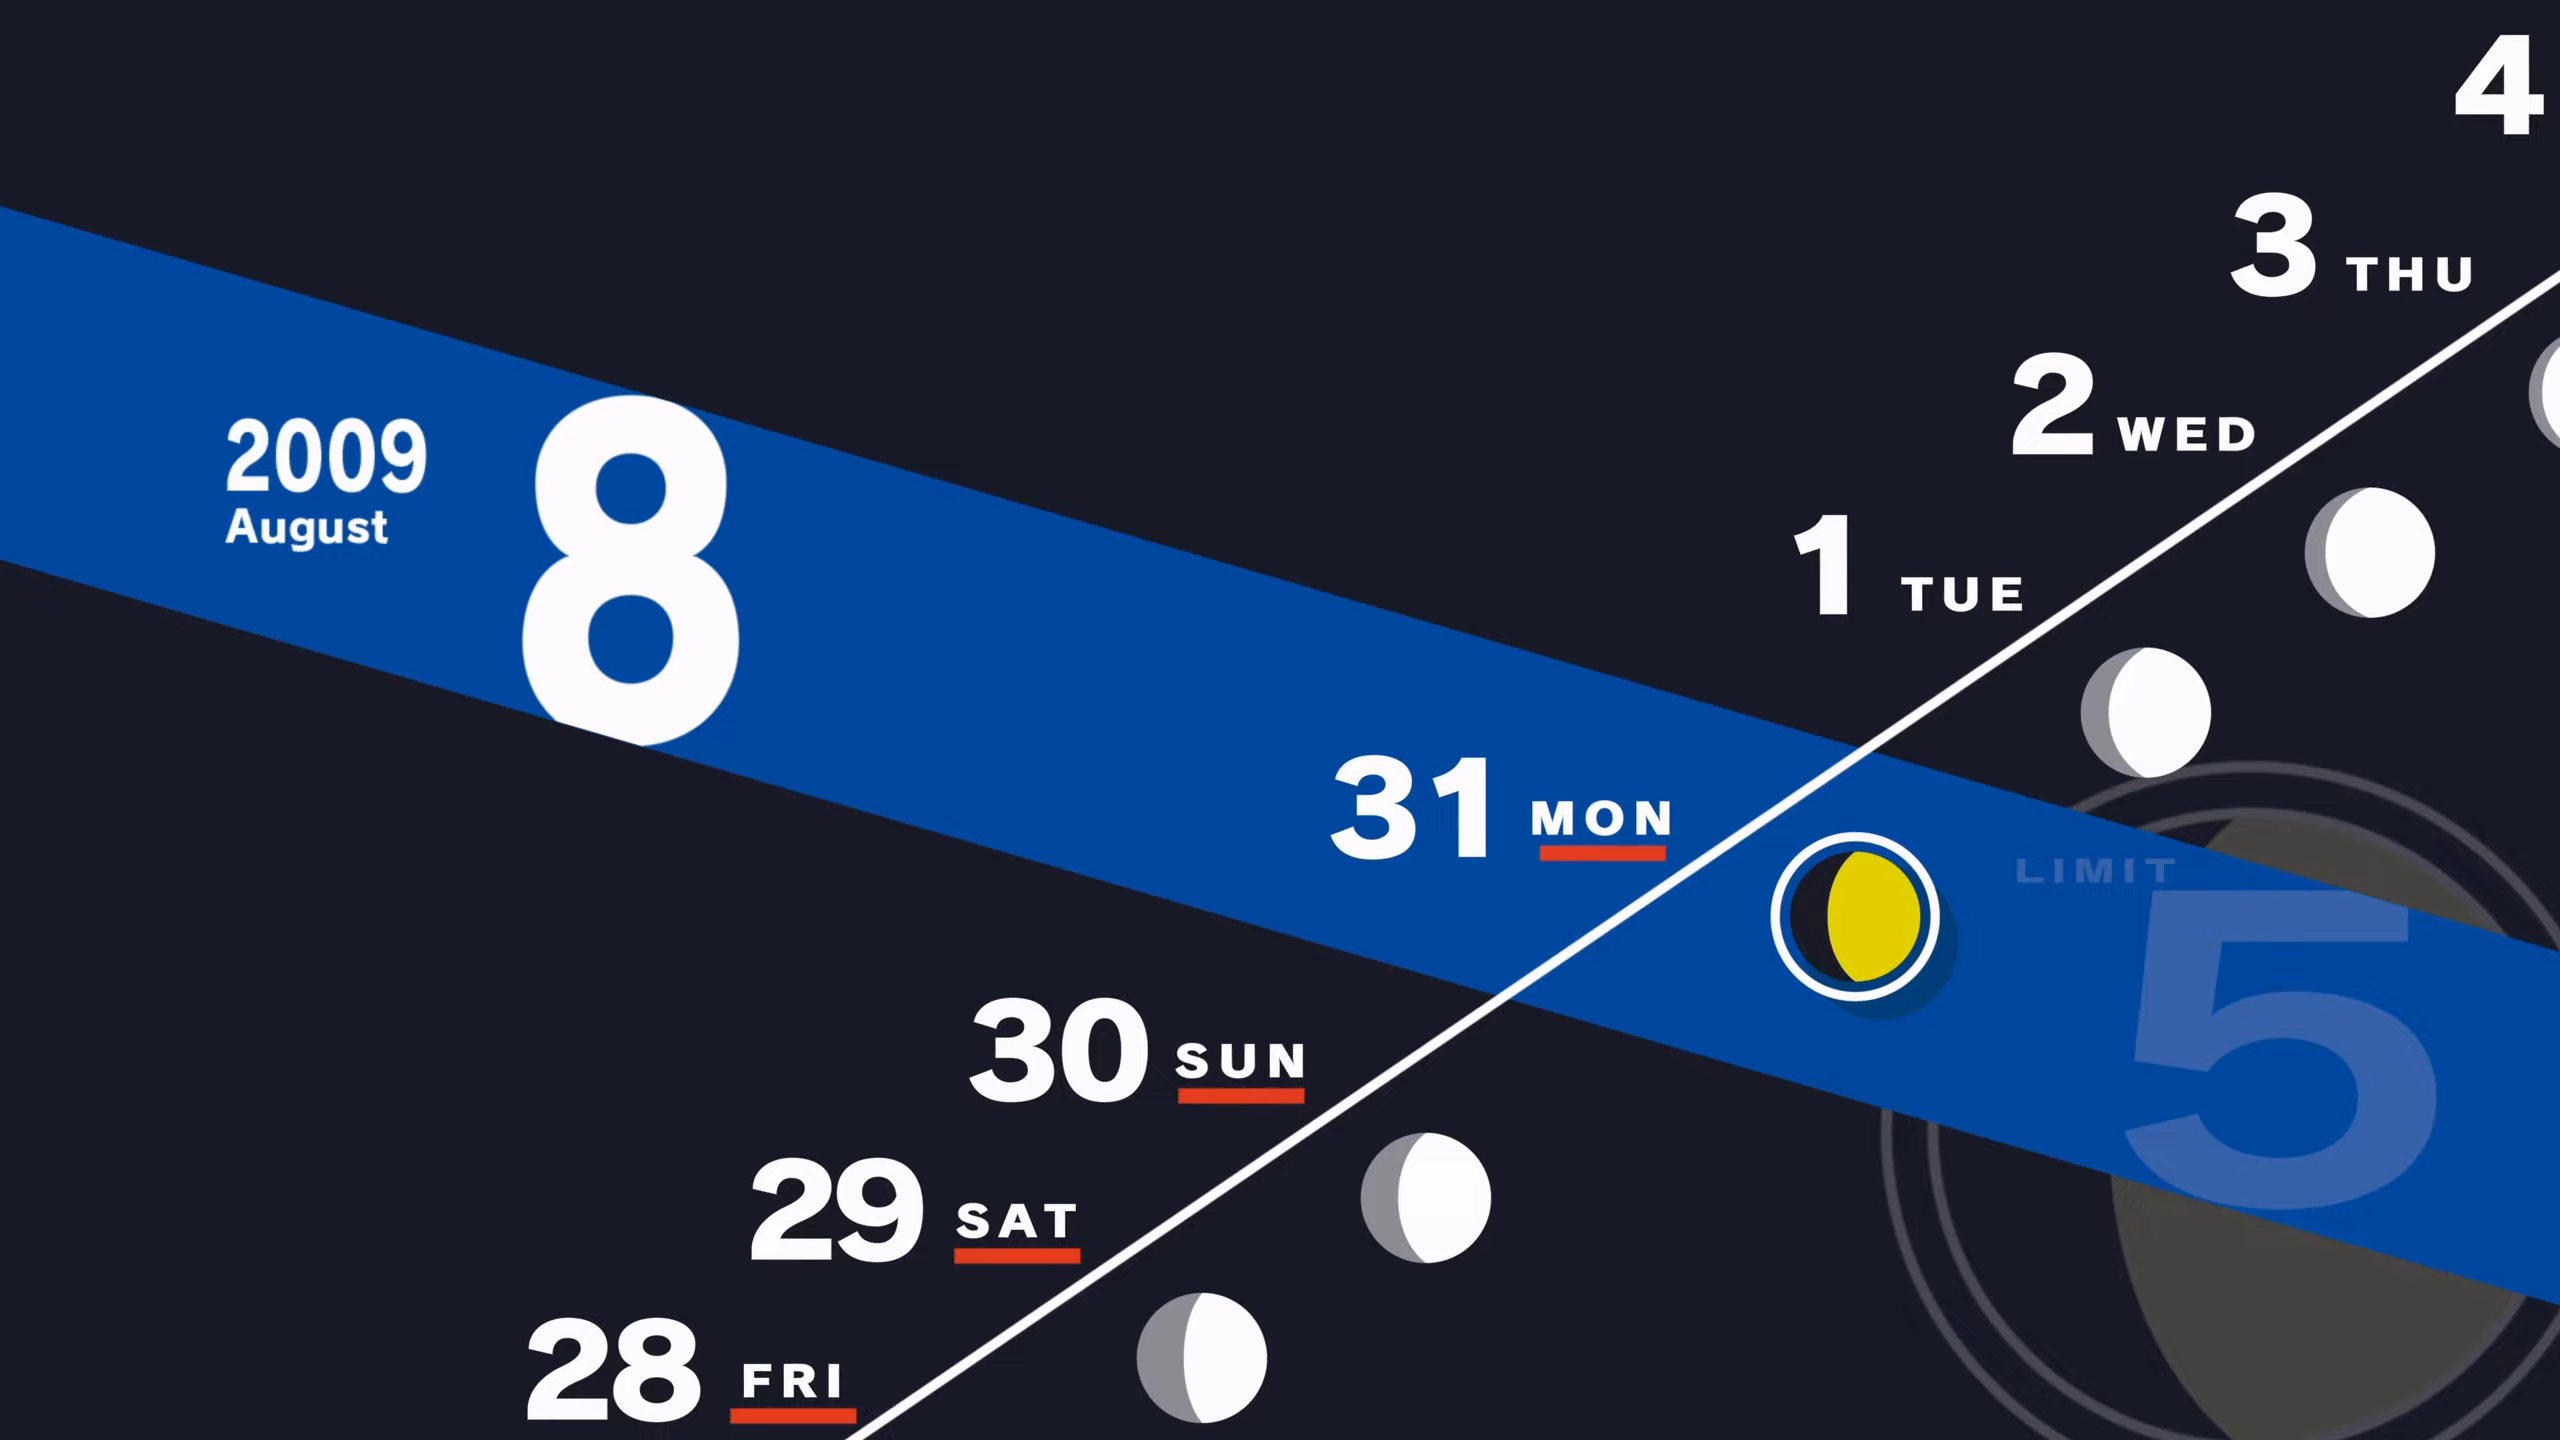 4
3 THU
2 WED
1 TUE
2009
August
8
31 MON
LIMIT
5
30 SUN
29 SAT
28 FRI